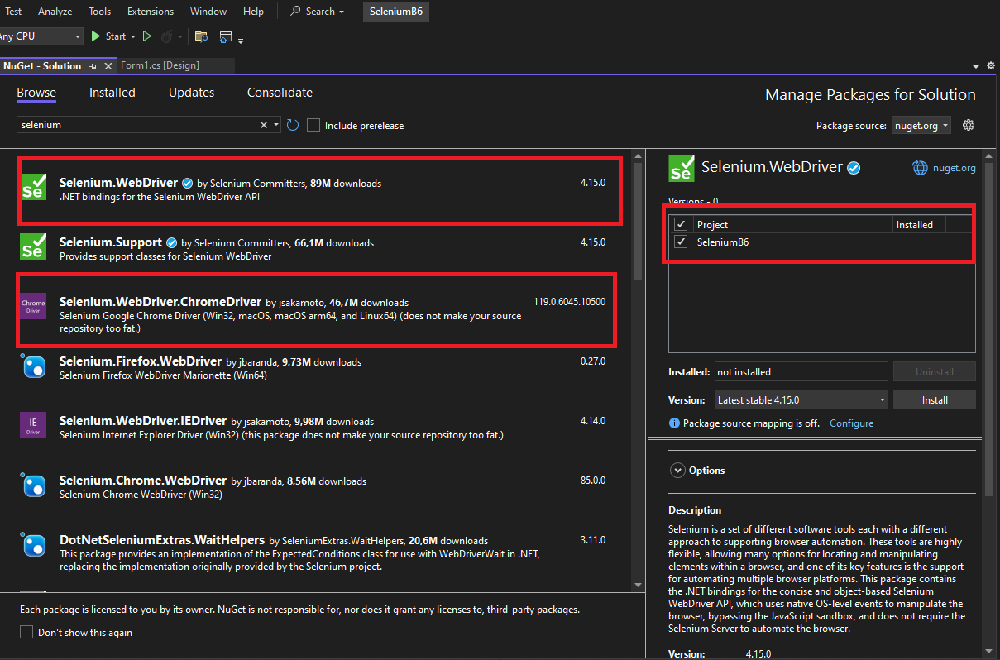 Test Analyze Tools Extensions Window Help Search SeleniumB6
Any CPU Start
NuGet - Solution Form1.cs [Design]
Browse Installed Updates Consolidate
Manage Packages for Solution
selenium
Include prerelease
Package source: nuget.org
Se
Selenium.WebDriver by Selenium Committers, 89M downloads 4.15.0
.NET bindings for the Selenium WebDriver API
Se
Selenium.Support by Selenium Committers, 66,1M downloads 4.15.0
Provides support classes for Selenium WebDriver
Chrome
Driver
Selenium.WebDriver.ChromeDriver by jsakamoto, 46,7M downloads 119.0.6045.10500
Selenium Google Chrome Driver (Win32, macOS, macOS arm64, and Linux64) (does not make your source
repository too fat.)
Selenium.Firefox.WebDriver by jbaranda, 9,73M downloads 0.27.0
Selenium Firefox WebDriver Marionette (Win64)
IE
Driver
Selenium.WebDriver.IEDriver by jsakamoto, 9,98M downloads 4.14.0
Selenium Internet Explorer Driver (Win32) (this package does not make your source repository too fat.)
Selenium.Chrome.WebDriver by jbaranda, 8,56M downloads 85.0.0
Selenium Chrome WebDriver (Win32)
DotNetSeleniumExtras.WaitHelpers by SeleniumExtras.WaitHelpers, 20,6M downloads 3.11.0
This package provides an implementation of the ExpectedConditions class for use with WebDriverWait in .NET,
replacing the implementation originally provided by the Selenium project.
Each package is licensed to you by its owner. NuGet is not responsible for, nor does it grant any licenses to, third-party packages.
Don't show this again
Se
Selenium.WebDriver nuget.org
Versions - 0
Project Installed
SeleniumB6
Installed: not installed Uninstall
Version: Latest stable 4.15.0 Install
Package source mapping is off. Configure
Options
Description
Selenium is a set of different software tools each with a different
approach to supporting browser automation. These tools are highly
flexible, allowing many options for locating and manipulating
elements within a browser, and one of its key features is the support
for automating multiple browser platforms. This package contains
the .NET bindings for the concise and object-based Selenium
WebDriver API, which uses native OS-level events to manipulate the
browser, bypassing the JavaScript sandbox, and does not require the
Selenium Server to automate the browser.
Version: 4.15.0